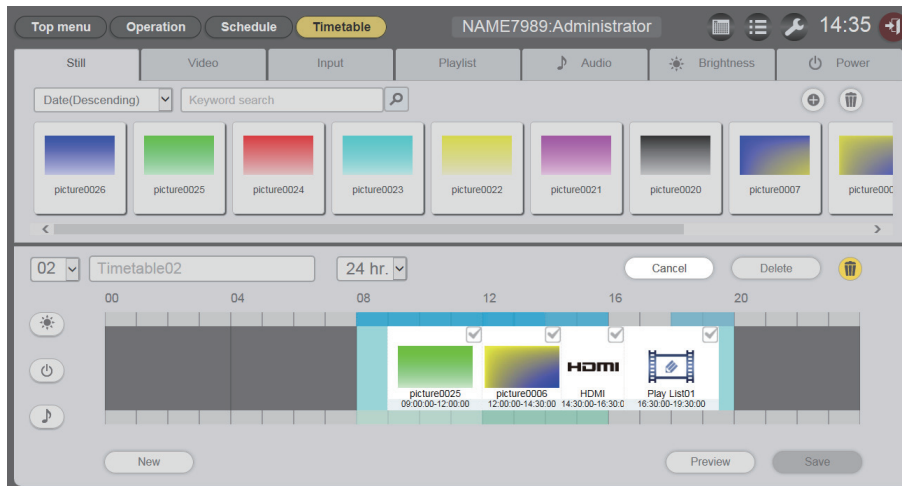 Top menu Operation Schedule Timetable NAME7989:Administrator 14:35
Still Video Input Playlist Audio Brightness Power
Date(Descending) Keyword search
picture0026 picture0025 picture0024 picture0023 picture0022 picture0021 picture0020 picture0007 picture000
02 Timetable02 24 hr. Cancel Delete
00 04 08 12 16 20
HDMI
picture0025 picture0006 HDMI Play List01
09:00:00-12:00:00 12:00:00-14:30:00 14:30:00-16:30:0 16:30:00-19:30:00
New Preview Save